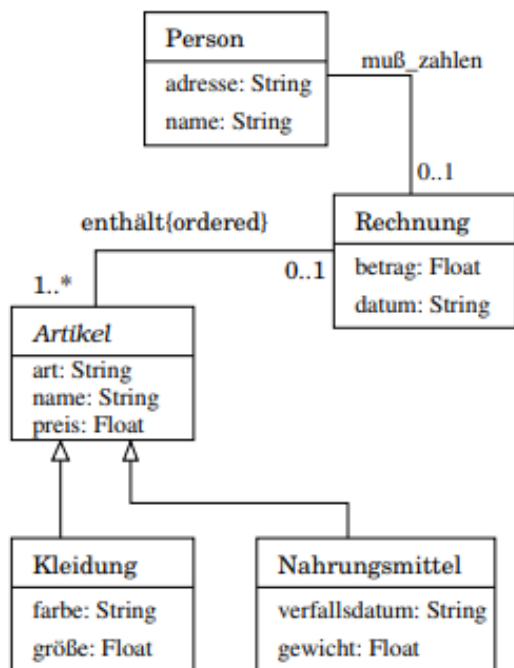 Person
adresse: String
name: String
muß_zahlen
0..1
Rechnung
betrag: Float
datum: String
enthält{ordered}
0..1
1..*
Artikel
art: String
name: String
preis: Float
Kleidung
farbe: String
größe: Float
Nahrungsmittel
verfallsdatum: String
gewicht: Float